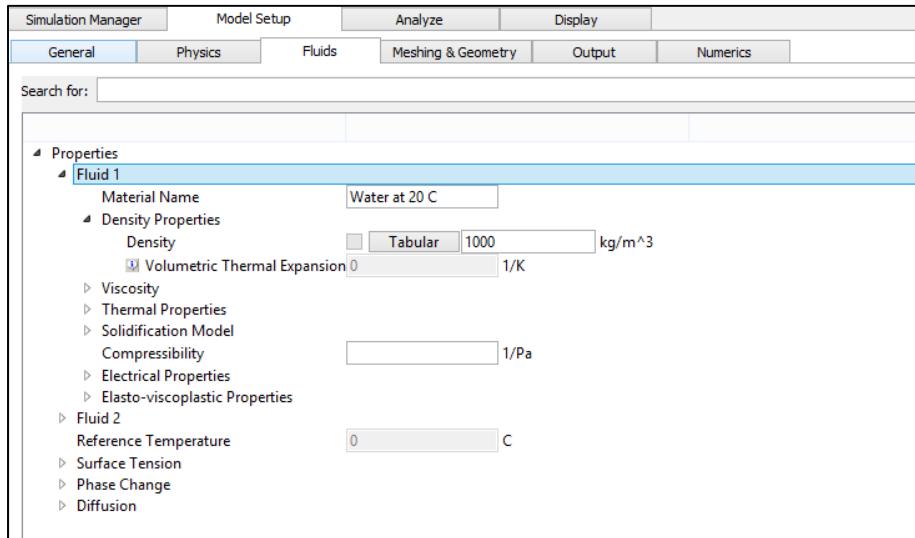 Simulation Manager Model Setup Analyze Display
General Physics Fluids Meshing & Geometry Output Numerics
Search for:
Properties
Fluid 1
Material Name Water at 20 C
Density Properties
Density Tabular 1000 kg/m^3
Volumetric Thermal Expansion 0 1/K
Viscosity
Thermal Properties
Solidification Model
Compressibility 1/Pa
Electrical Properties
Elasto-viscoplastic Properties
Fluid 2
Reference Temperature 0 C
Surface Tension
Phase Change
Diffusion